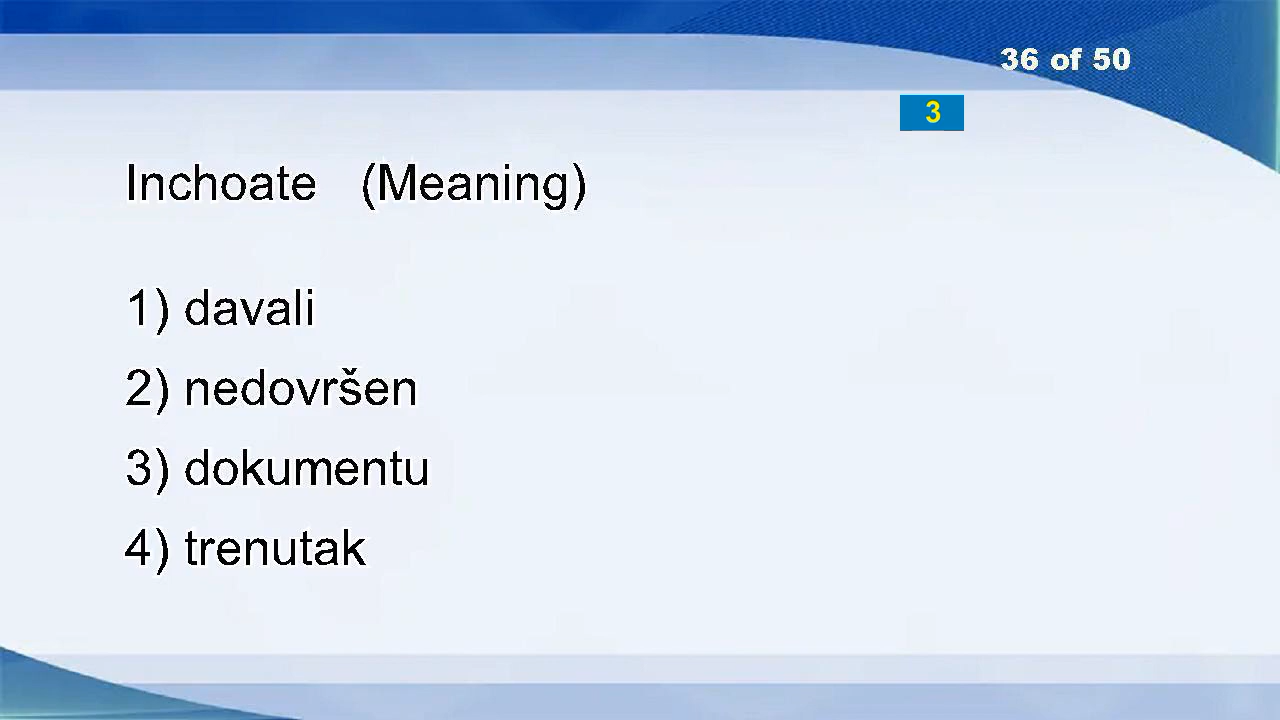 36 of 50
3
Inchoate (Meaning)
1) davali
2) nedovršen
3) dokumentu
4) trenutak